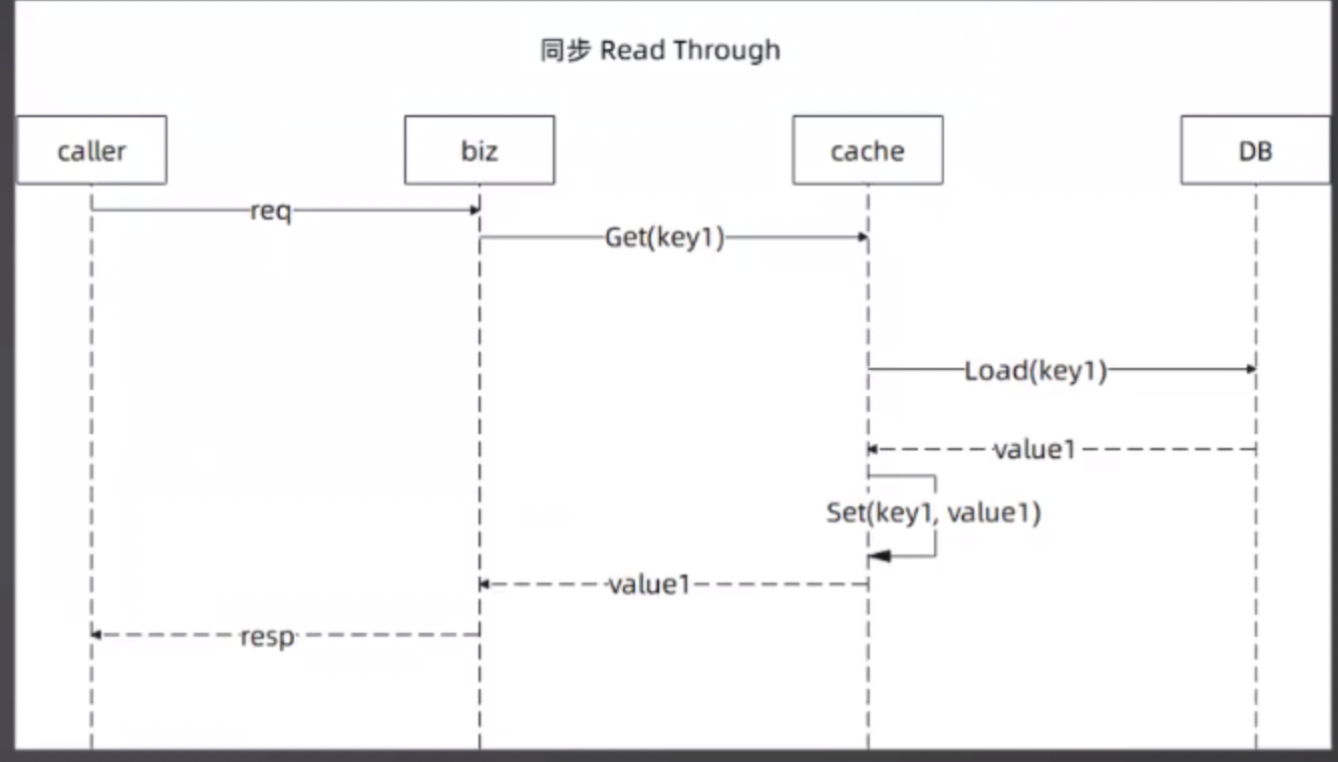 同步 Read Through
caller
biz
cache
DB
req
Get(key1)
Load(key1)
value1
Set(key1, value1)
value1
resp